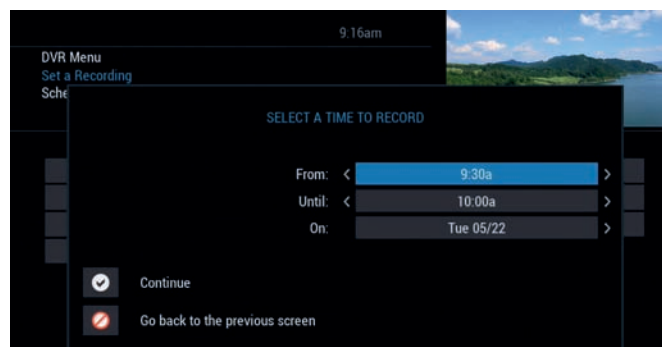 9:16am
DVR Menu
Set a Recording
Sche
SELECT A TIME TO RECORD
From: < 9:30a >
Until: < 10:00a >
On: Tue 05/22 >
Continue
Go back to the previous screen